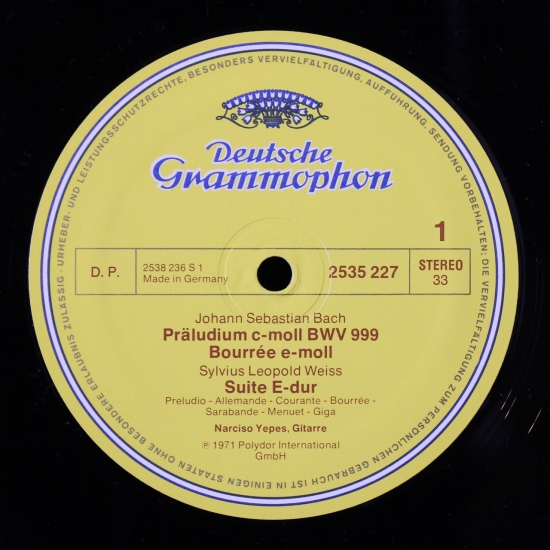 Deutsche
Grammophon
1
D. P.
2538 236 S 1
Made in Germany
2535 227
STEREO
33
Johann Sebastian Bach
Präludium c-moll BWV 999
Bourrée e-moll
Sylvius Leopold Weiss
Suite E-dur
Preludio - Allemande - Courante - Bourrée -
Sarabande - Menuet - Giga
Narciso Yepes, Gitarre
℗ 1971 Polydor International
GmbH
URHEBER- UND LEISTUNGSSCHUTZRECHTE, BESONDERS VERVIELFÄLTIGUNG, AUFFÜHRUNG, SENDUNG VORBEHALTEN; DIE VERVIELFÄLTIGUNG ZUM PERSÖNLICHEN GEBRAUCH IST IN EINIGEN STAATEN OHNE BESONDERE ERLAUBNIS ZULÄSSIG ·